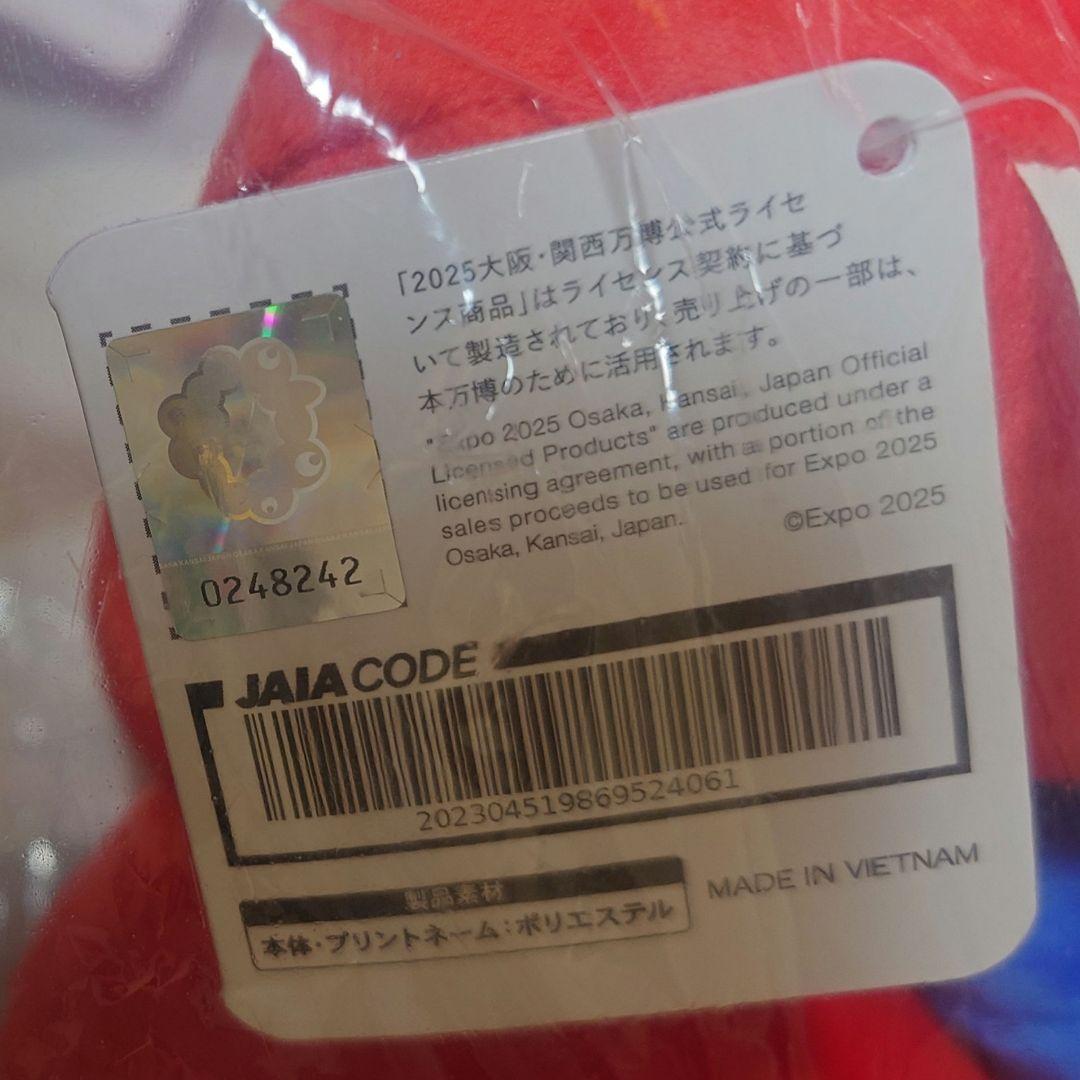 「2025大阪・関西万博公式ライセ
ンス商品」はライセンス契約に基づ
いて製造されており、売り上げの一部は、
本万博のために活用されます。
"Expo 2025 Osaka, Kansai, Japan Official
Licensed Products" are produced under a
licensing agreement, with a portion of the
sales proceeds to be used for Expo 2025
Osaka, Kansai, Japan.
©Expo 2025
0248242
JAIA CODE
202304519869524061
製品素材
本体・プリントネーム:ポリエステル
MADE IN VIETNAM